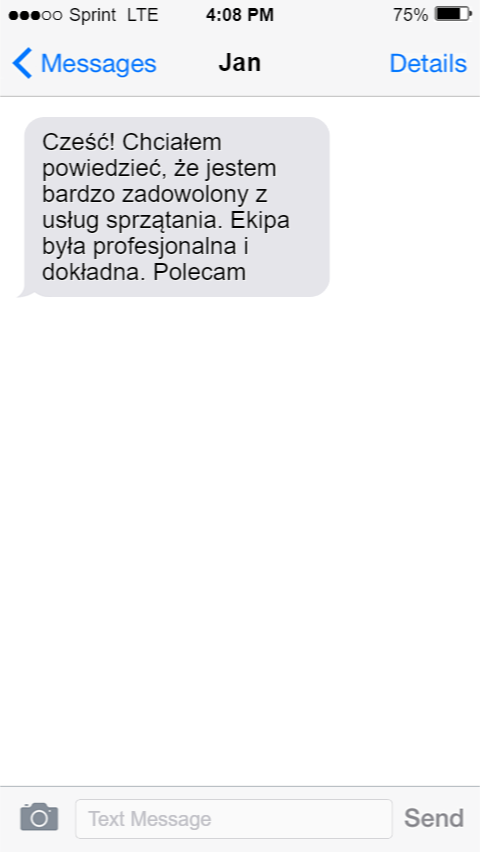 ●●●○○ Sprint LTE 4:08 PM 75%
Messages Jan Details
Cześć! Chciałem
powiedzieć, że jestem
bardzo zadowolony z
usług sprzątania. Ekipa
była profesjonalna i
dokładna. Polecam
Text Message Send